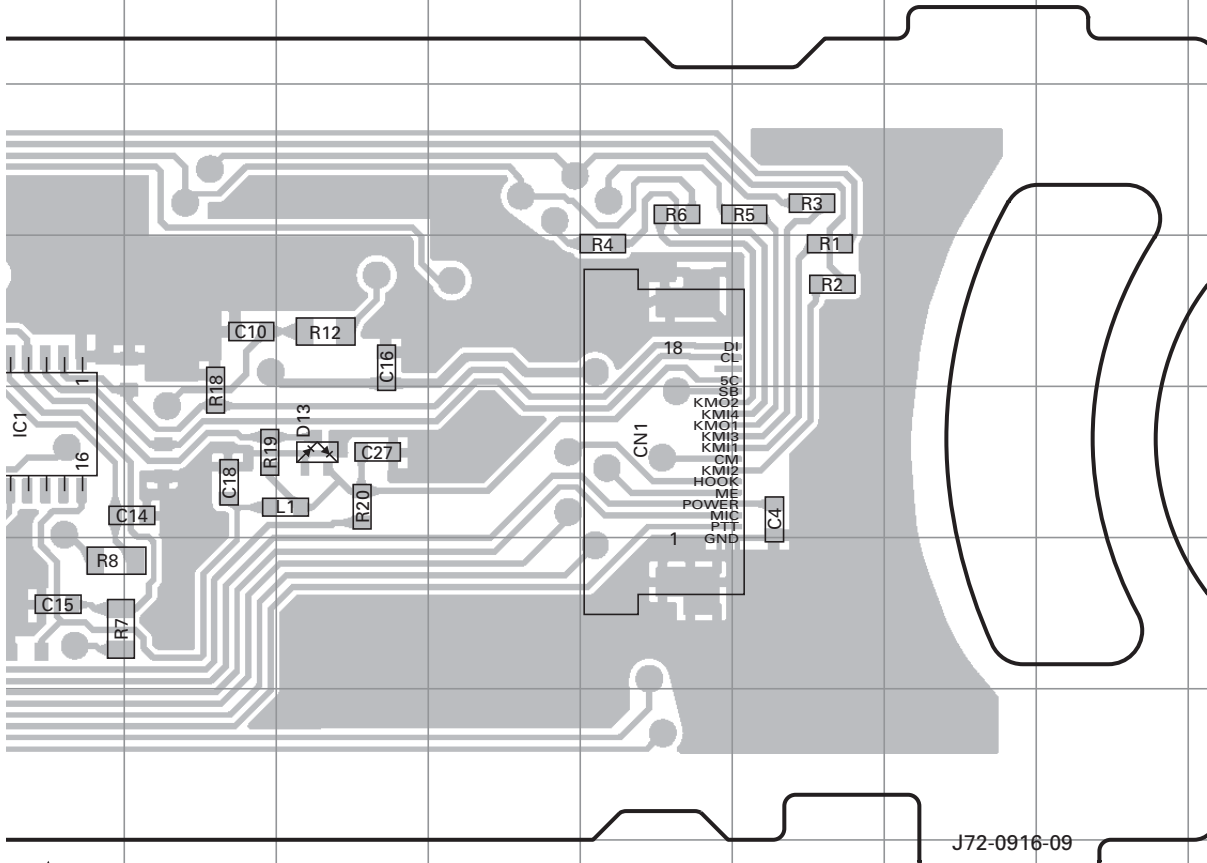 R3
R6
R5
R4
R1
R2
C10
R12
C16
18
DI
CL
R18
1
5C
SB
KMO2
KMI4
KMO1
KMI3
KMI1
CM
KMI2
HOOK
ME
POWER
MIC
PTT
GND
IC1
D13
CN1
R19
C27
16
C18
L1
R20
C14
C4
1
R8
C15
R7
J72-0916-09